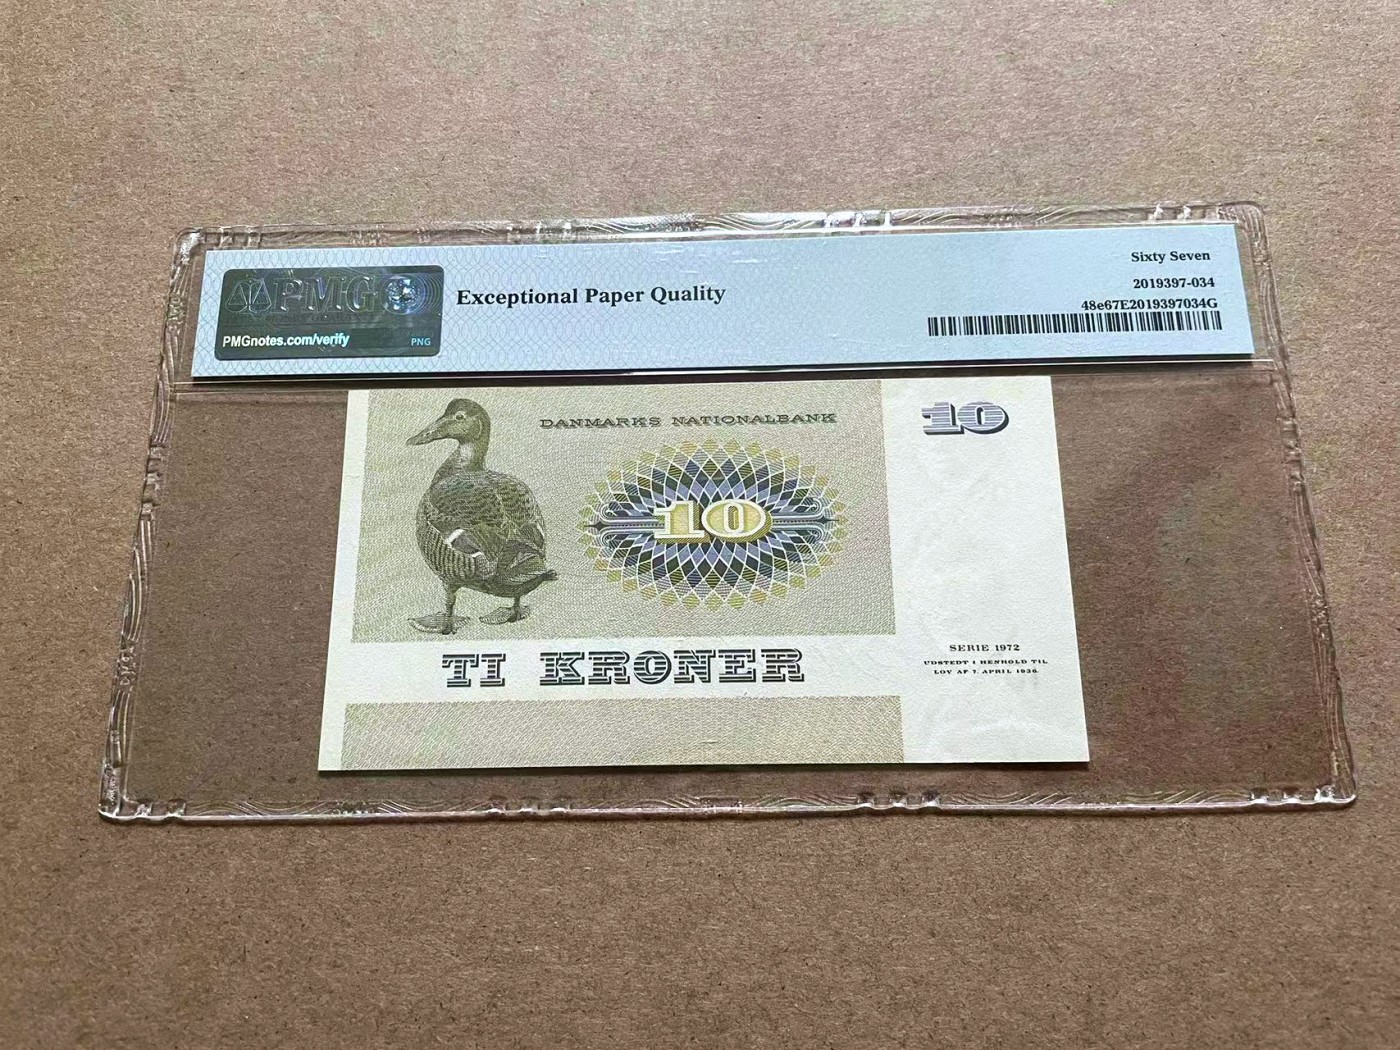 PMG
PMGnotes.com/verify
PNG
Exceptional Paper Quality
Sixty Seven
2019397-034
48e67E2019397034G
DANMARKS NATIONALBANK
10
10
TI KRONER
SERIE 1972
UDSTEDT I HENHOLD TIL
LOV AF 7. APRIL 1936